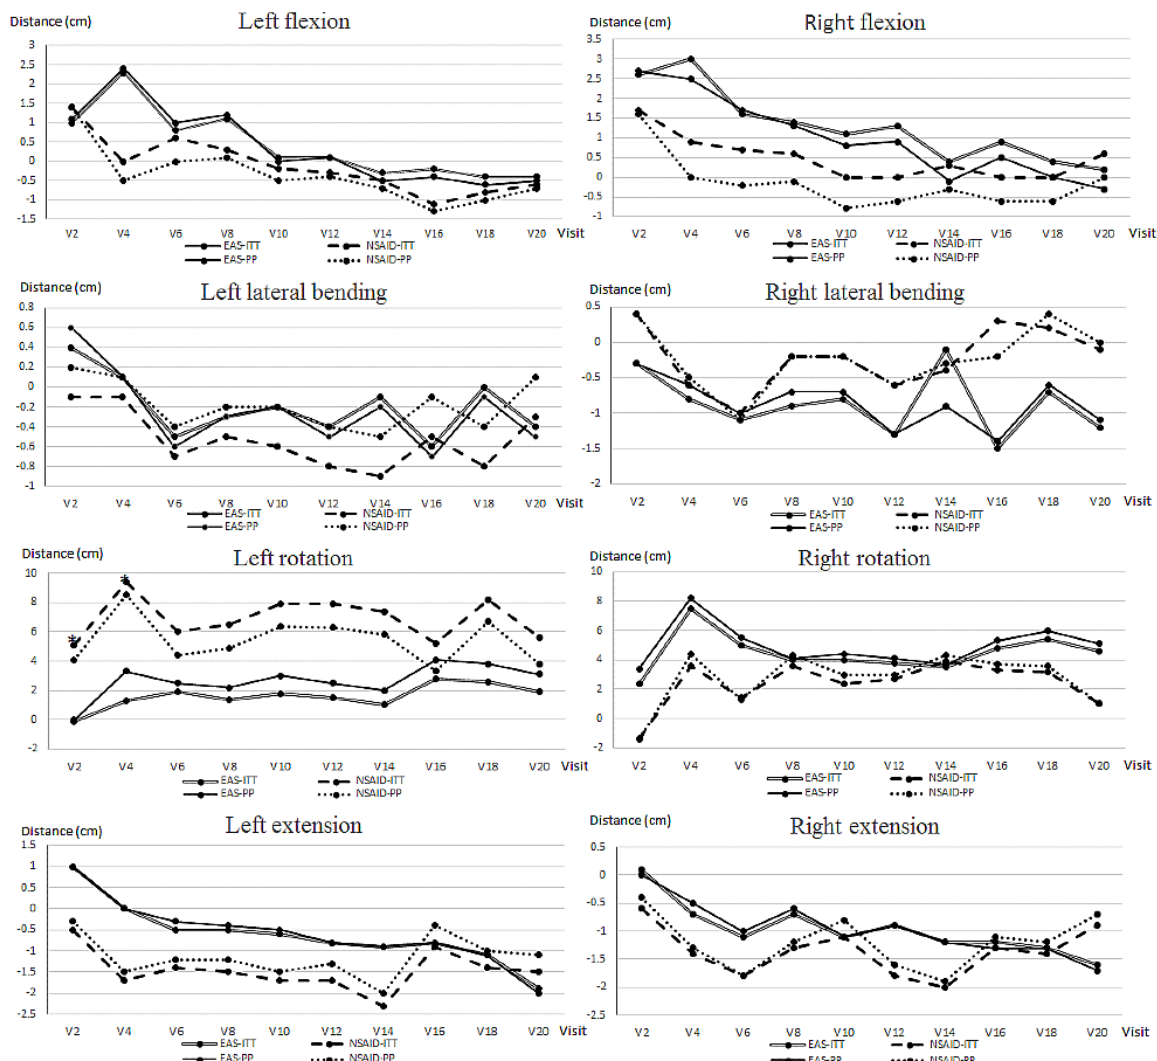 Distance (cm)
Left flexion
3
2.5
2
1.5
1
0.5
0
-0.5
-1
-1.5
V2 V4 V6 V8 V10 V12 V14 V16 V18 V20 Visit
EAS-ITT NSAID-ITT
EAS-PP NSAID-PP
Distance (cm)
Right flexion
3.5
3
2.5
2
1.5
1
0.5
0
-0.5
-1
V2 V4 V6 V8 V10 V12 V14 V16 V18 V20 Visit
EAS-ITT NSAID-ITT
EAS-PP NSAID-PP
Distance (cm)
Left lateral bending
0.8
0.6
0.4
0.2
0
-0.2
-0.4
-0.6
-0.8
-1
V2 V4 V6 V8 V10 V12 V14 V16 V18 V20 Visit
EAS-ITT NSAID-ITT
EAS-PP NSAID-PP
Distance (cm)
Right lateral bending
0.5
0
-0.5
-1
-1.5
-2
V2 V4 V6 V8 V10 V12 V14 V16 V18 V20 Visit
EAS-ITT NSAID-ITT
EAS-PP NSAID-PP
Distance (cm)
Left rotation
10
8
6
4
2
0
-2
* *
V2 V4 V6 V8 V10 V12 V14 V16 V18 V20 Visit
EAS-ITT NSAID-ITT
EAS-PP NSAID-PP
Distance (cm)
Right rotation
10
8
6
4
2
0
-2
V2 V4 V6 V8 V10 V12 V14 V16 V18 V20 Visit
EAS-ITT NSAID-ITT
EAS-PP NSAID-PP
Distance (cm)
Left extension
1.5
1
0.5
0
-0.5
-1
-1.5
-2
-2.5
V2 V4 V6 V8 V10 V12 V14 V16 V18 V20 Visit
EAS-ITT NSAID-ITT
EAS-PP NSAID-PP
Distance (cm)
Right extension
0.5
0
-0.5
-1
-1.5
-2
-2.5
V2 V4 V6 V8 V10 V12 V14 V16 V18 V20 Visit
EAS-ITT NSAID-ITT
EAS-PP NSAID-PP